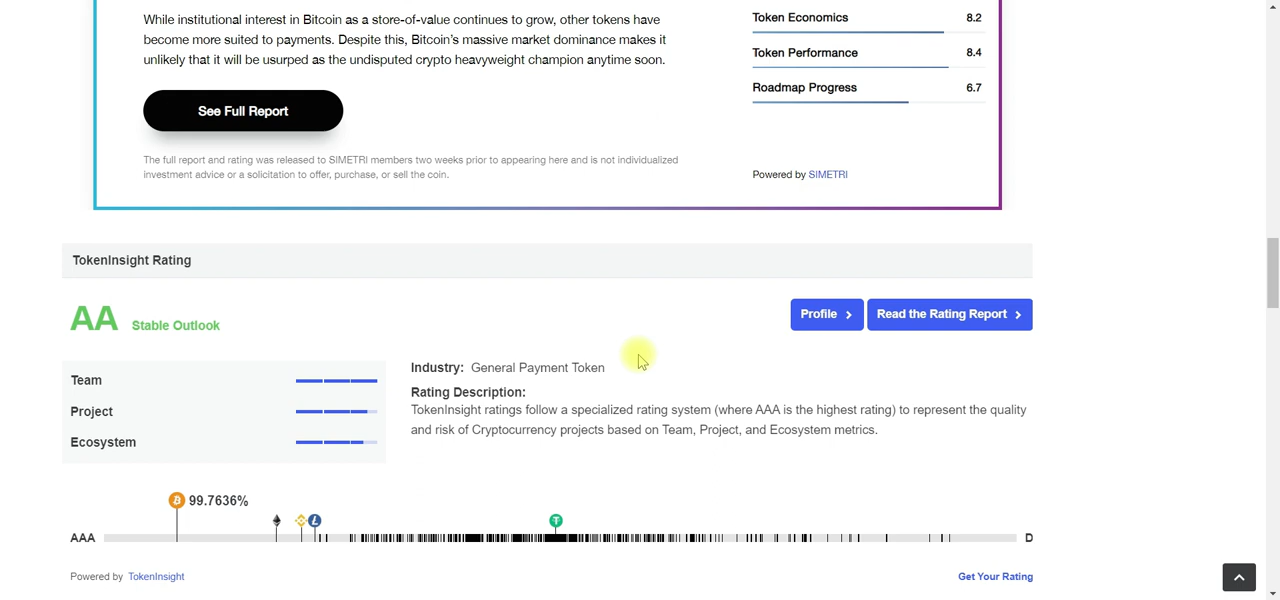 While institutional interest in Bitcoin as a store-of-value continues to grow, other tokens have
become more suited to payments. Despite this, Bitcoin's massive market dominance makes it
unlikely that it will be usurped as the undisputed crypto heavyweight champion anytime soon.
See Full Report
The full report and rating was released to SIMETRI members two weeks prior to appearing here and is not individualized
investment advice or a solicitation to offer, purchase, or sell the coin.
Token Economics 8.2
Token Performance 8.4
Roadmap Progress 6.7
Powered by SIMETRI
TokenInsight Rating
AA Stable Outlook
Profile
Read the Rating Report
Team
Project
Ecosystem
Industry: General Payment Token
Rating Description:
TokenInsight ratings follow a specialized rating system (where AAA is the highest rating) to represent the quality
and risk of Cryptocurrency projects based on Team, Project, and Ecosystem metrics.
99.7636%
AAA D
Powered by TokenInsight
Get Your Rating